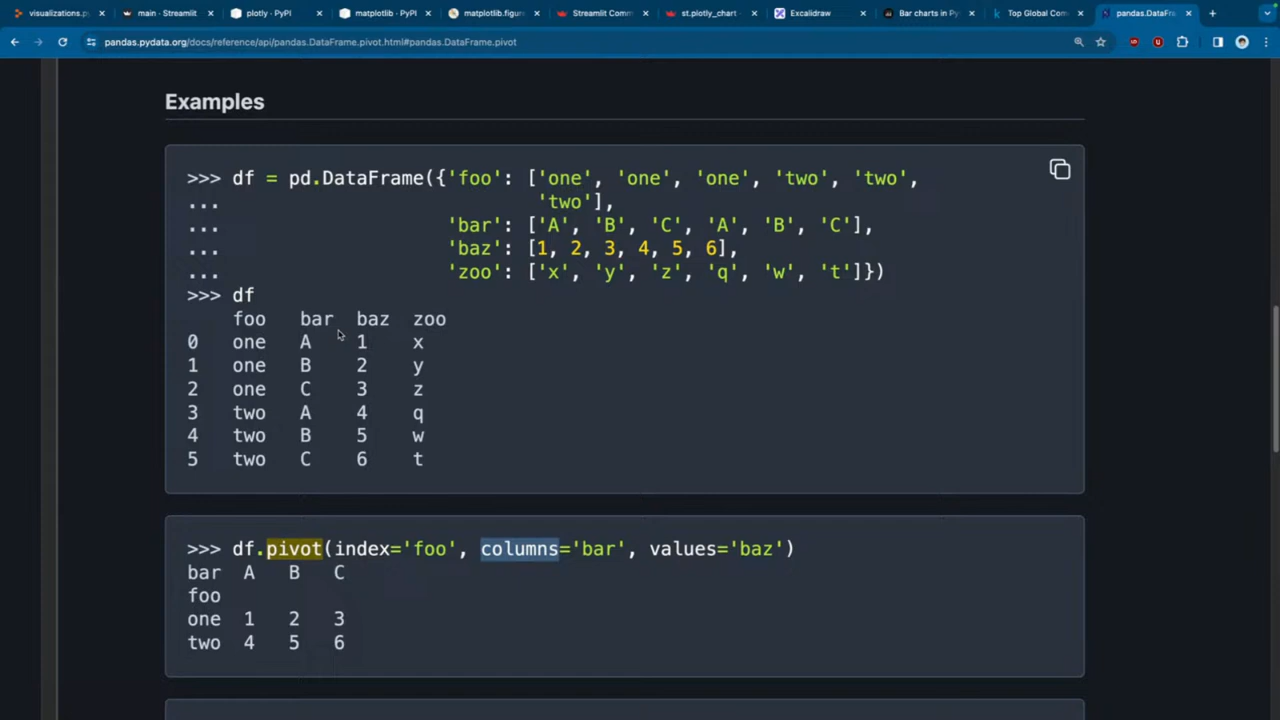 visualizations.py
main · Streamlit
plotly · PyPI
matplotlib · PyPI
matplotlib.figure
Streamlit Comm
st.plotly_chart ·
Excalidraw
Bar charts in Py
Top Global Com
pandas.DataFra
pandas.pydata.org/docs/reference/api/pandas.DataFrame.pivot.html#pandas.DataFrame.pivot
Examples
>>> df = pd.DataFrame({'foo': ['one', 'one', 'one', 'two', 'two',
...                            'two'],
...                    'bar': ['A', 'B', 'C', 'A', 'B', 'C'],
...                    'baz': [1, 2, 3, 4, 5, 6],
...                    'zoo': ['x', 'y', 'z', 'q', 'w', 't']})
>>> df
    foo   bar  baz  zoo
0   one   A    1    x
1   one   B    2    y
2   one   C    3    z
3   two   A    4    q
4   two   B    5    w
5   two   C    6    t
>>> df.pivot(index='foo', columns='bar', values='baz')
bar  A   B   C
foo
one  1   2   3
two  4   5   6